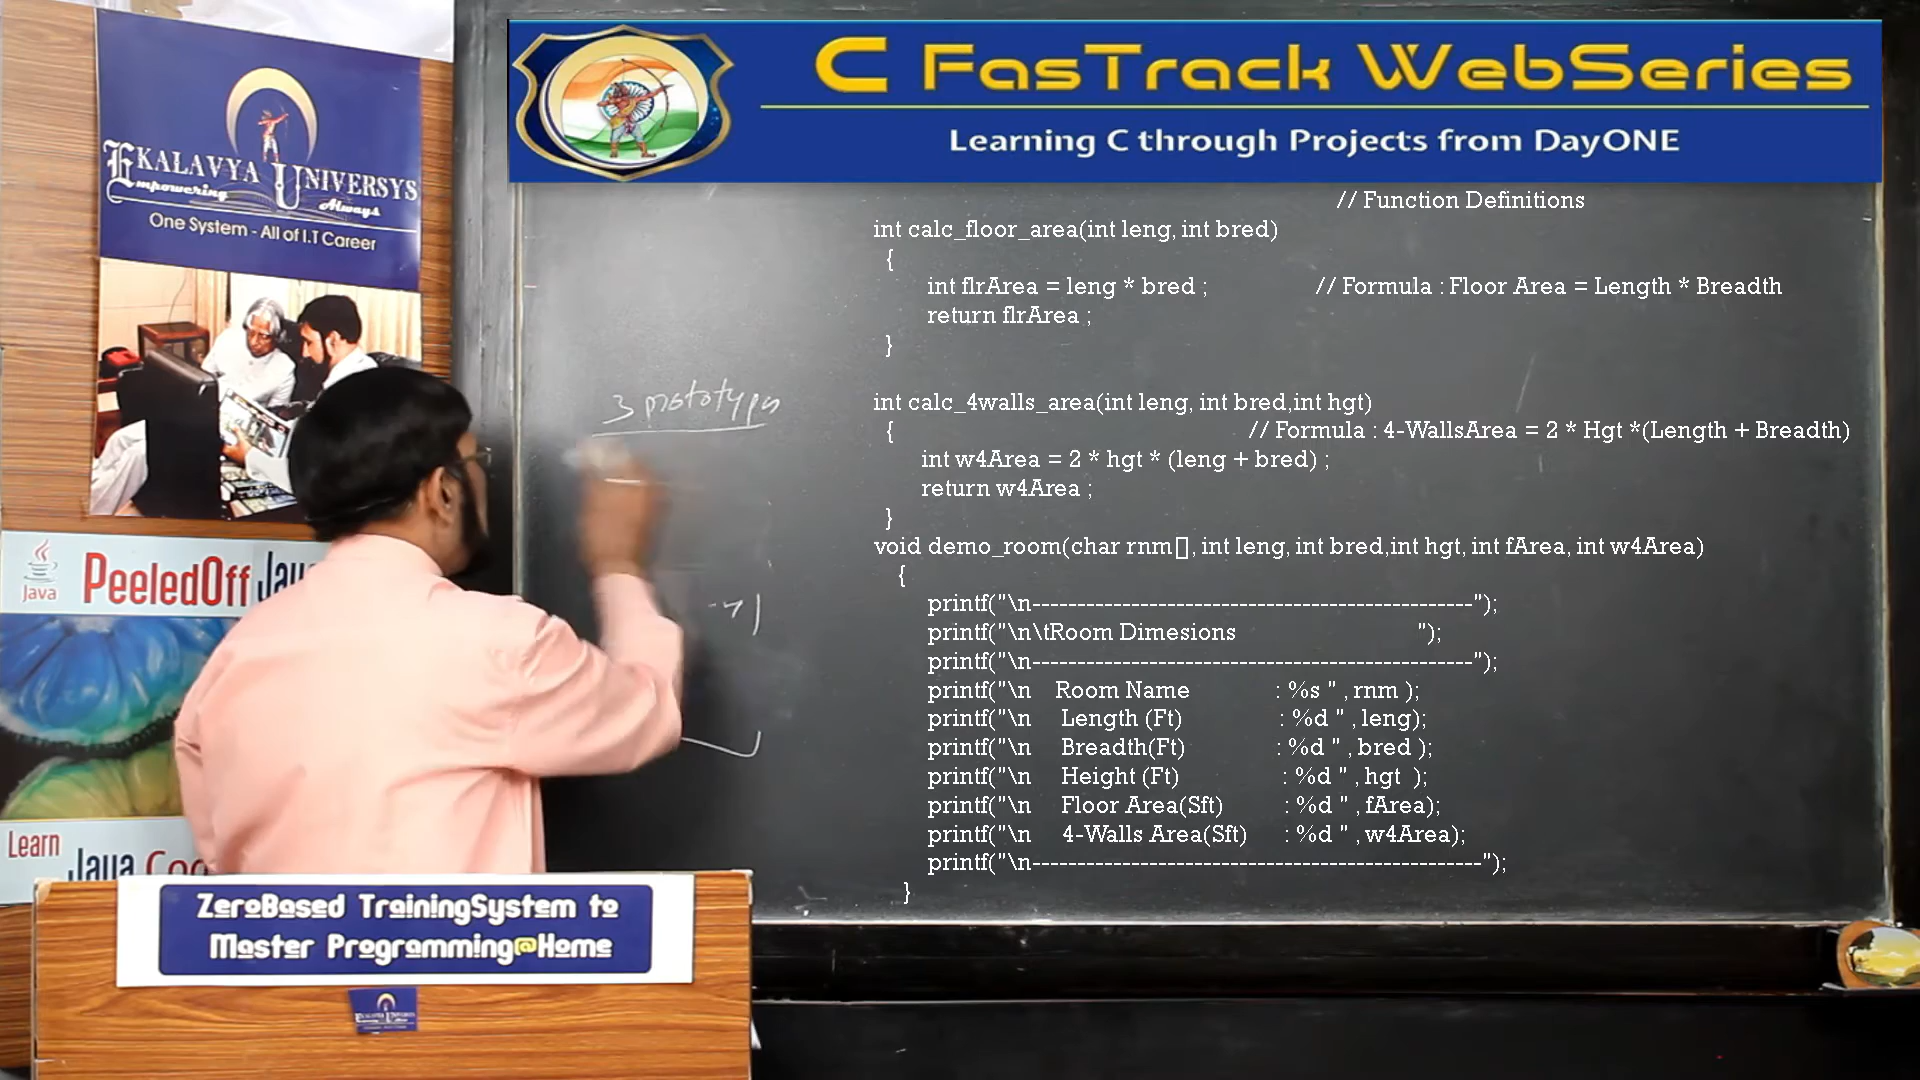 C FasTrack WebSeries
Learning C through Projects from DayONE
EKALAVYA UNIVERSYS
Empowering Always
One System - All of I.T Career
// Function Definitions
int calc_floor_area(int leng, int bred)
{
int flrArea = leng * bred ; // Formula : Floor Area = Length * Breadth
return flrArea ;
}
int calc_4walls_area(int leng, int bred,int hgt)
{ // Formula : 4-WallsArea = 2 * Hgt *(Length + Breadth)
int w4Area = 2 * hgt * (leng + bred) ;
return w4Area ;
}
void demo_room(char rnm[], int leng, int bred,int hgt, int fArea, int w4Area)
{
printf("\n-------------------------------------------------");
printf("\n\tRoom Dimesions ");
printf("\n-------------------------------------------------");
printf("\n Room Name : %s " , rnm );
printf("\n Length (Ft) : %d " , leng);
printf("\n Breadth(Ft) : %d " , bred );
printf("\n Height (Ft) : %d " , hgt );
printf("\n Floor Area(Sft) : %d " , fArea);
printf("\n 4-Walls Area(Sft) : %d " , w4Area);
printf("\n--------------------------------------------------");
}
3 prototypes
Java
PeeledOff Java
Learn
Java
ZeroBased TrainingSystem to
Master Programming@Home
EKALAVYA UNIVERSYS